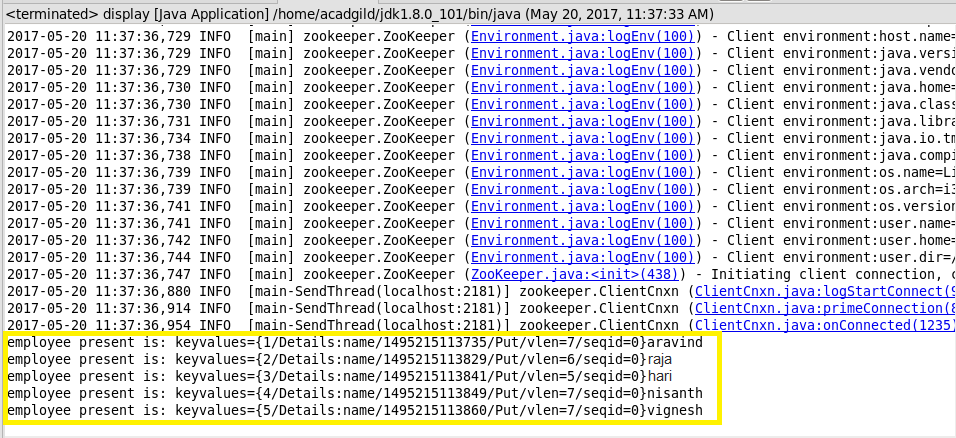 <terminated> display [Java Application] /home/acadgild/jdk1.8.0_101/bin/java (May 20, 2017, 11:37:33 AM)
2017-05-20 11:37:36,729 INFO  [main] zookeeper.ZooKeeper (Environment.java:logEnv(100)) - Client environment:host.name=
2017-05-20 11:37:36,729 INFO  [main] zookeeper.ZooKeeper (Environment.java:logEnv(100)) - Client environment:java.versi
2017-05-20 11:37:36,729 INFO  [main] zookeeper.ZooKeeper (Environment.java:logEnv(100)) - Client environment:java.vendo
2017-05-20 11:37:36,730 INFO  [main] zookeeper.ZooKeeper (Environment.java:logEnv(100)) - Client environment:java.home=
2017-05-20 11:37:36,730 INFO  [main] zookeeper.ZooKeeper (Environment.java:logEnv(100)) - Client environment:java.class
2017-05-20 11:37:36,731 INFO  [main] zookeeper.ZooKeeper (Environment.java:logEnv(100)) - Client environment:java.libra
2017-05-20 11:37:36,734 INFO  [main] zookeeper.ZooKeeper (Environment.java:logEnv(100)) - Client environment:java.io.tm
2017-05-20 11:37:36,738 INFO  [main] zookeeper.ZooKeeper (Environment.java:logEnv(100)) - Client environment:java.compi
2017-05-20 11:37:36,739 INFO  [main] zookeeper.ZooKeeper (Environment.java:logEnv(100)) - Client environment:os.name=Li
2017-05-20 11:37:36,739 INFO  [main] zookeeper.ZooKeeper (Environment.java:logEnv(100)) - Client environment:os.arch=i3
2017-05-20 11:37:36,741 INFO  [main] zookeeper.ZooKeeper (Environment.java:logEnv(100)) - Client environment:os.version
2017-05-20 11:37:36,741 INFO  [main] zookeeper.ZooKeeper (Environment.java:logEnv(100)) - Client environment:user.name=
2017-05-20 11:37:36,742 INFO  [main] zookeeper.ZooKeeper (Environment.java:logEnv(100)) - Client environment:user.home=
2017-05-20 11:37:36,744 INFO  [main] zookeeper.ZooKeeper (Environment.java:logEnv(100)) - Client environment:user.dir=/
2017-05-20 11:37:36,747 INFO  [main] zookeeper.ZooKeeper (ZooKeeper.java:<init>(438)) - Initiating client connection, c
2017-05-20 11:37:36,880 INFO  [main-SendThread(localhost:2181)] zookeeper.ClientCnxn (ClientCnxn.java:logStartConnect(9
2017-05-20 11:37:36,914 INFO  [main-SendThread(localhost:2181)] zookeeper.ClientCnxn (ClientCnxn.java:primeConnection(8
2017-05-20 11:37:36,954 INFO  [main-SendThread(localhost:2181)] zookeeper.ClientCnxn (ClientCnxn.java:onConnected(1235)
employee present is: keyvalues={1/Details:name/1495215113735/Put/vlen=7/seqid=0}aravind
employee present is: keyvalues={2/Details:name/1495215113829/Put/vlen=6/seqid=0}raja
employee present is: keyvalues={3/Details:name/1495215113841/Put/vlen=5/seqid=0}hari
employee present is: keyvalues={4/Details:name/1495215113849/Put/vlen=7/seqid=0}nisanth
employee present is: keyvalues={5/Details:name/1495215113860/Put/vlen=7/seqid=0}vignesh